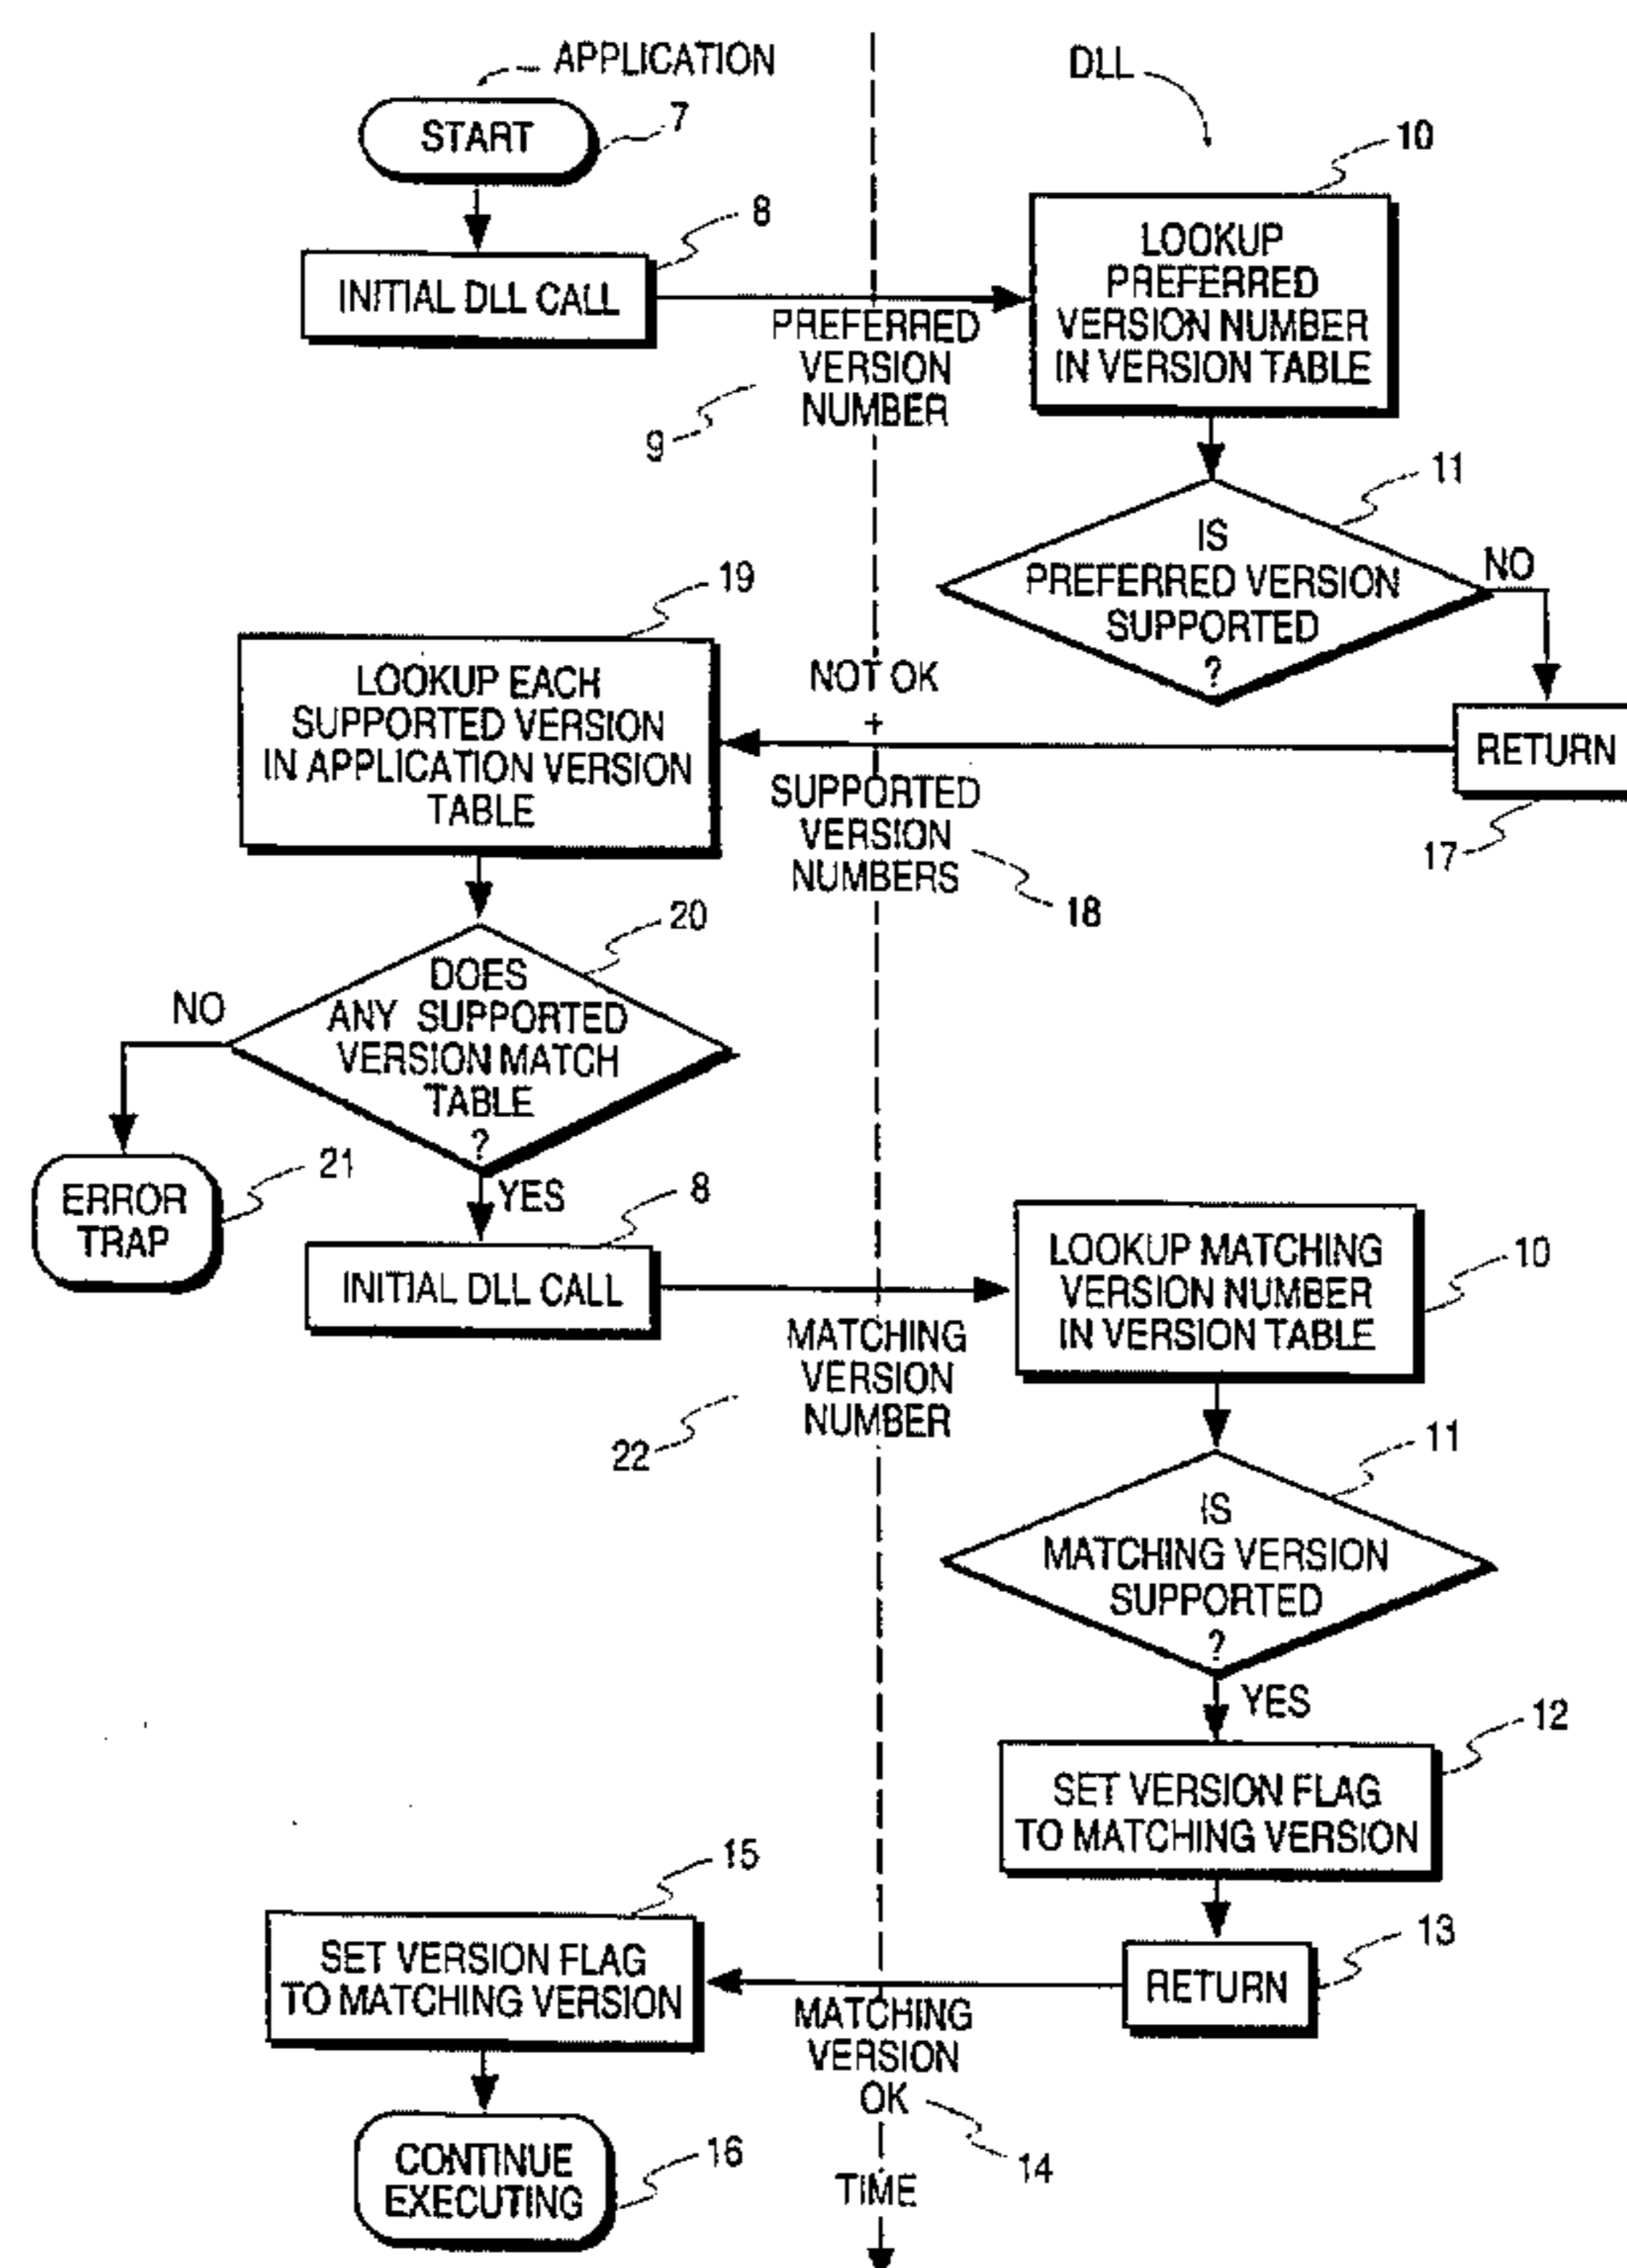 APPLICATION
DLL
START
7
10
8
INITIAL DLL CALL
LOOKUP
PREFERRED
VERSION NUMBER
IN VERSION TABLE
PREFERRED
VERSION
NUMBER
9
11
IS
PREFERRED VERSION
SUPPORTED
?
NO
19
LOOKUP EACH
SUPPORTED VERSION
IN APPLICATION VERSION
TABLE
NOT OK
+
SUPPORTED
VERSION
NUMBERS
18
RETURN
17
20
DOES
ANY SUPPORTED
VERSION MATCH
TABLE
?
NO
YES
ERROR
TRAP
21
8
INITIAL DLL CALL
MATCHING
VERSION
NUMBER
22
LOOKUP MATCHING
VERSION NUMBER
IN VERSION TABLE
10
11
IS
MATCHING VERSION
SUPPORTED
?
YES
12
SET VERSION FLAG
TO MATCHING VERSION
15
SET VERSION FLAG
TO MATCHING VERSION
RETURN
13
MATCHING
VERSION
OK
14
CONTINUE
EXECUTING
16
TIME